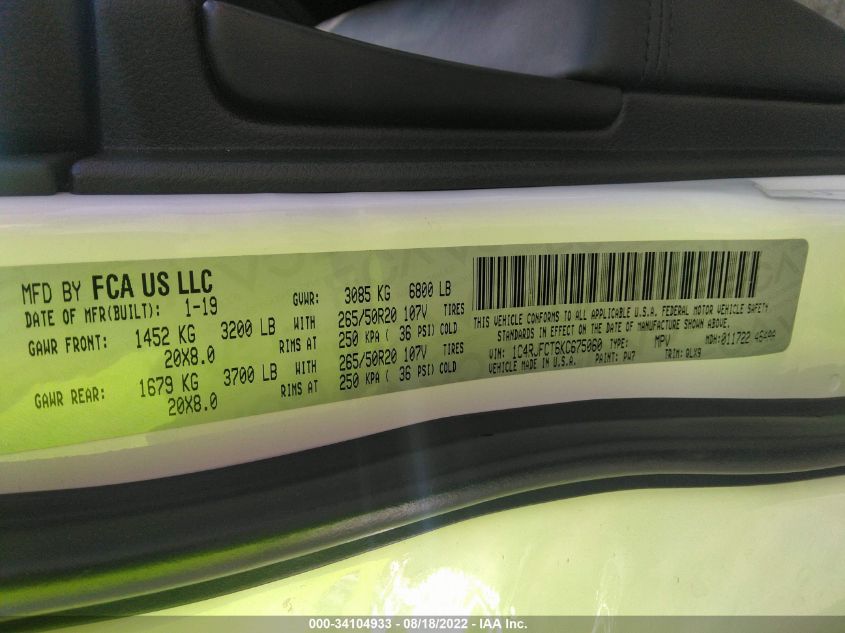 MFD BY FCA US LLC
DATE OF MFR(BUILT): 1-19 GVWR: 3085 KG 6800 LB
GAWR FRONT: 1452 KG 3200 LB WITH 265/50R20 107V TIRES
20X8.0 RIMS AT 250 KPA ( 36 PSI) COLD
GAWR REAR: 1679 KG 3700 LB WITH 265/50R20 107V TIRES
20X8.0 RIMS AT 250 KPA ( 36 PSI) COLD
THIS VEHICLE CONFORMS TO ALL APPLICABLE U.S.A. FEDERAL MOTOR VEHICLE SAFETY
STANDARDS IN EFFECT ON THE DATE OF MANUFACTURE SHOWN ABOVE.
VIN: 1C4RJFCT6KC675060 TYPE: MPV MDH:011722
VEHICLE MADE IN U.S.A. PAINT: PW7 TRIM: QLX9
000-34104933 - 08/18/2022 - IAA Inc.